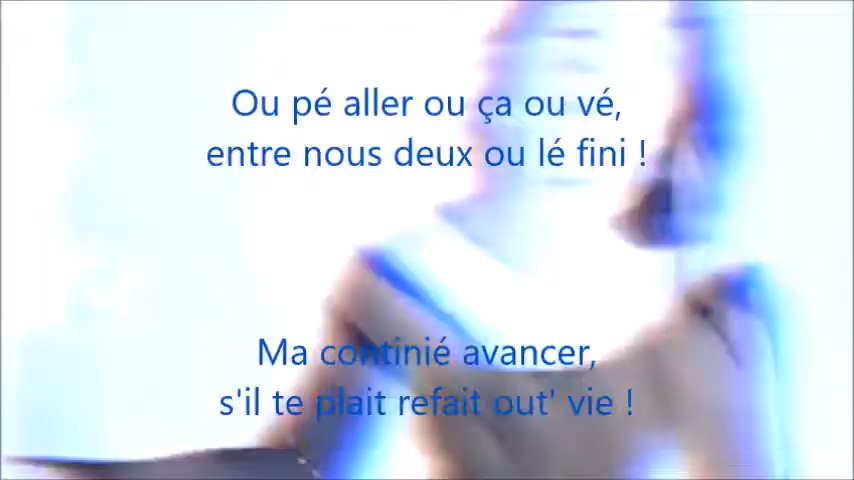 Ou pé aller ou ça ou vé,
entre nous deux ou lé fini !
Ma continié avancer,
s'il te plait refait out' vie !